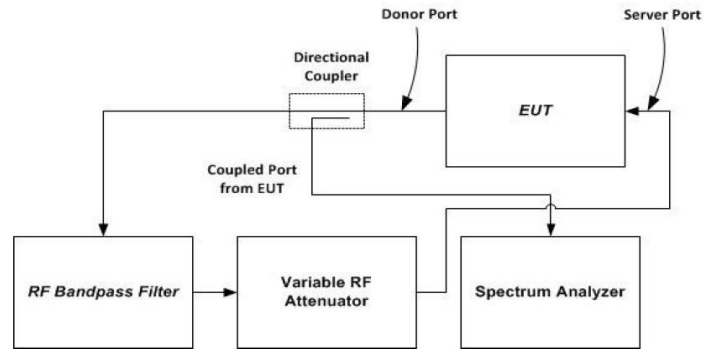 Donor Port
Server Port
Directional
Coupler
EUT
Coupled Port
from EUT
RF Bandpass Filter
Variable RF
Attenuator
Spectrum Analyzer